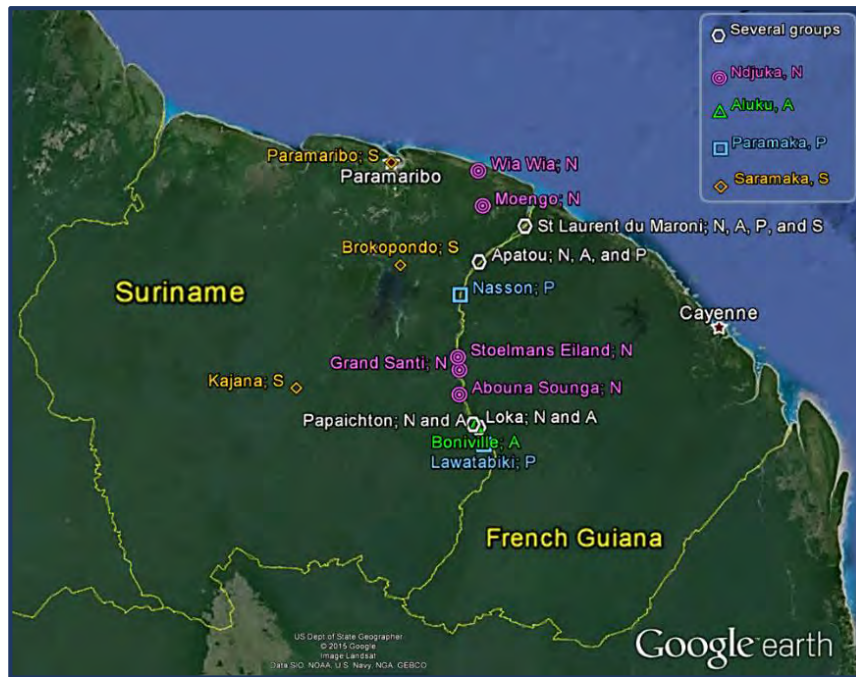 Several groups
Ndjuka, N
Aluku, A
Paramaka, P
Saramaka, S
Paramaribo; S
Paramaribo
Wia Wia; N
Moengo; N
St Laurent du Maroni; N, A, P, and S
Brokopondo; S
Apatou; N, A, and P
Suriname
Nasson; P
Cayenne
Stoelmans Eiland; N
Grand Santi; N
Kajana; S
Abouna Sounga; N
Papaichton; N and A
Loka; N and A
Boniville; A
Lawatabiki; P
French Guiana
US Dept of State Geographer
© 2015 Google
Image Landsat
Data SIO, NOAA, U.S. Navy, NGA, GEBCO
Google earth